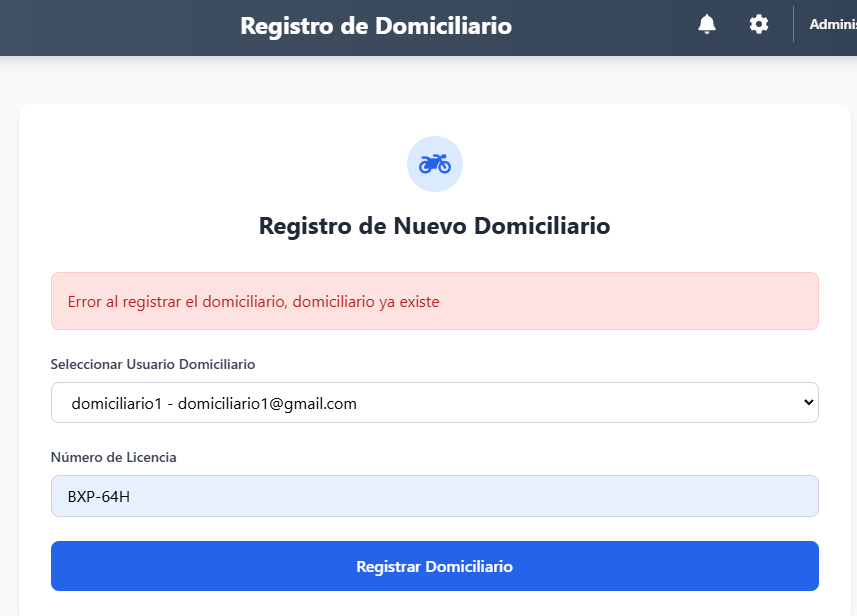 Registro de Domiciliario
Registro de Nuevo Domiciliario
Error al registrar el domiciliario, domiciliario ya existe
Seleccionar Usuario Domiciliario
domiciliario1 - domiciliario1@gmail.com
Número de Licencia
BXP-64H
Registrar Domiciliario